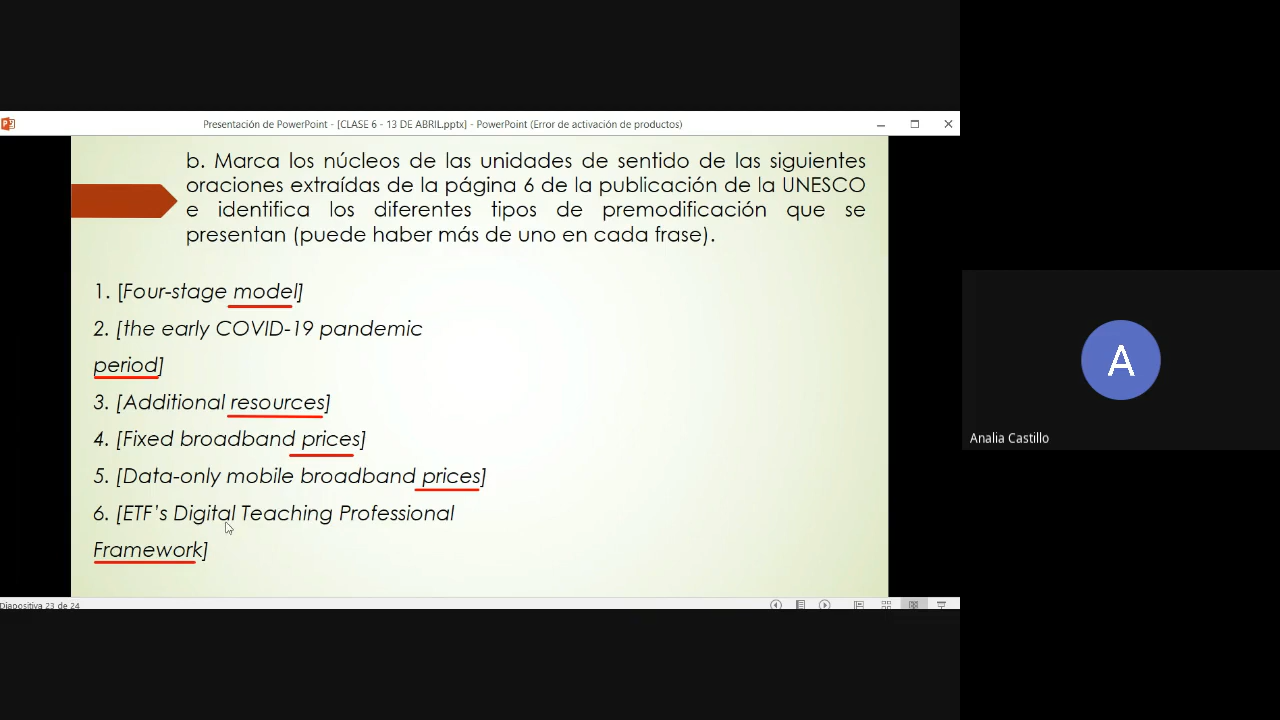 Presentación de PowerPoint - [CLASE 6 - 13 DE ABRIL.pptx] - PowerPoint (Error de activación de productos)
b. Marca los núcleos de las unidades de sentido de las siguientes
oraciones extraídas de la página 6 de la publicación de la UNESCO
e identifica los diferentes tipos de premodificación que se
presentan (puede haber más de uno en cada frase).
1. [Four-stage model]
2. [the early COVID-19 pandemic
period]
3. [Additional resources]
4. [Fixed broadband prices]
5. [Data-only mobile broadband prices]
6. [ETF's Digital Teaching Professional
Framework]
Diapositiva 23 de 24
A
Analia Castillo